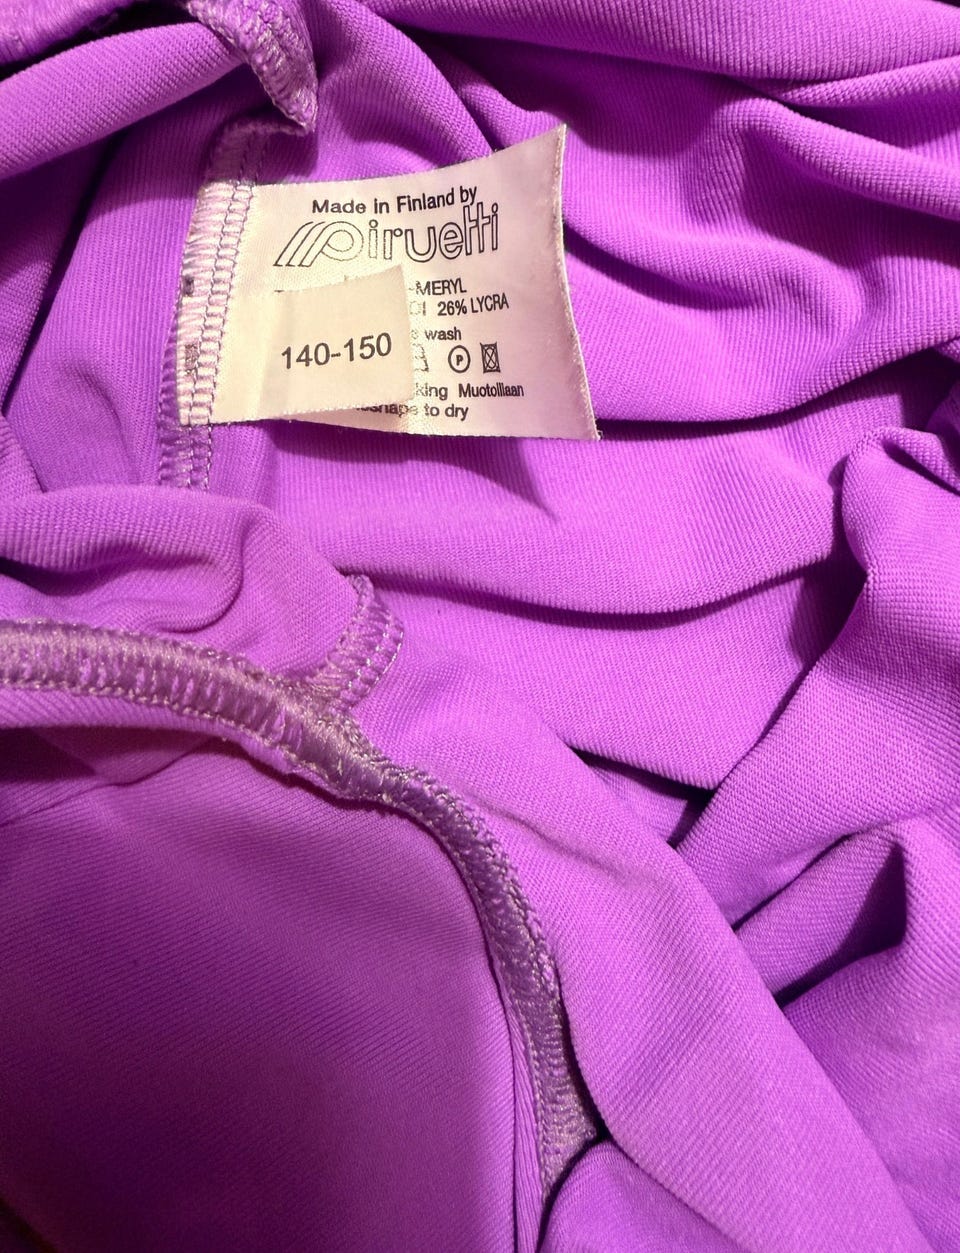 Made in Finland by
Piruetti
-MERYL
26% LYCRA
wash
140-150
P
Muotoillaan
to dry